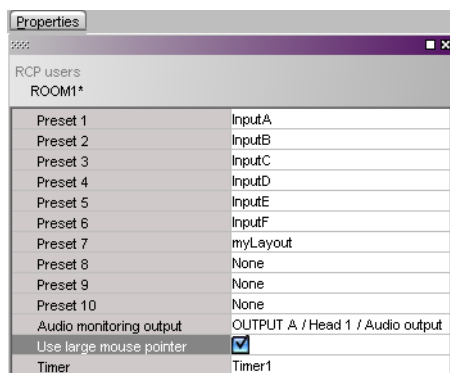 Properties
RCP users
ROOM1*
Preset 1 InputA
Preset 2 InputB
Preset 3 InputC
Preset 4 InputD
Preset 5 InputE
Preset 6 InputF
Preset 7 myLayout
Preset 8 None
Preset 9 None
Preset 10 None
Audio monitoring output OUTPUT A / Head 1 / Audio output
Use large mouse pointer
Timer Timer1